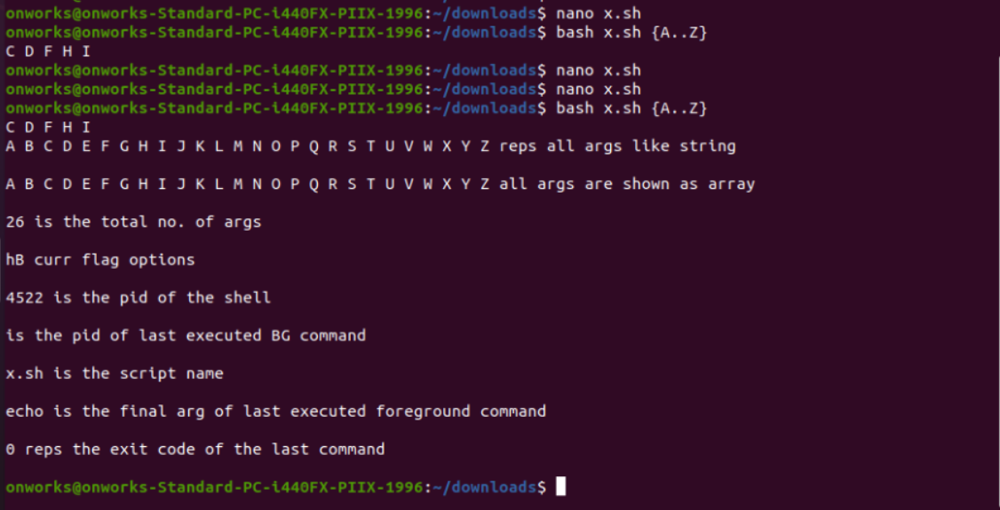 onworks@onworks-Standard-PC-i440FX-PIIX-1996:~/downloads$ nano x.sh
onworks@onworks-Standard-PC-i440FX-PIIX-1996:~/downloads$ bash x.sh {A..Z}
C D F H I
onworks@onworks-Standard-PC-i440FX-PIIX-1996:~/downloads$ nano x.sh
onworks@onworks-Standard-PC-i440FX-PIIX-1996:~/downloads$ nano x.sh
onworks@onworks-Standard-PC-i440FX-PIIX-1996:~/downloads$ bash x.sh {A..Z}
C D F H I
A B C D E F G H I J K L M N O P Q R S T U V W X Y Z reps all args like string
A B C D E F G H I J K L M N O P Q R S T U V W X Y Z all args are shown as array
26 is the total no. of args
hB curr flag options
4522 is the pid of the shell
is the pid of last executed BG command
x.sh is the script name
echo is the final arg of last executed foreground command
0 reps the exit code of the last command
onworks@onworks-Standard-PC-i440FX-PIIX-1996:~/downloads$